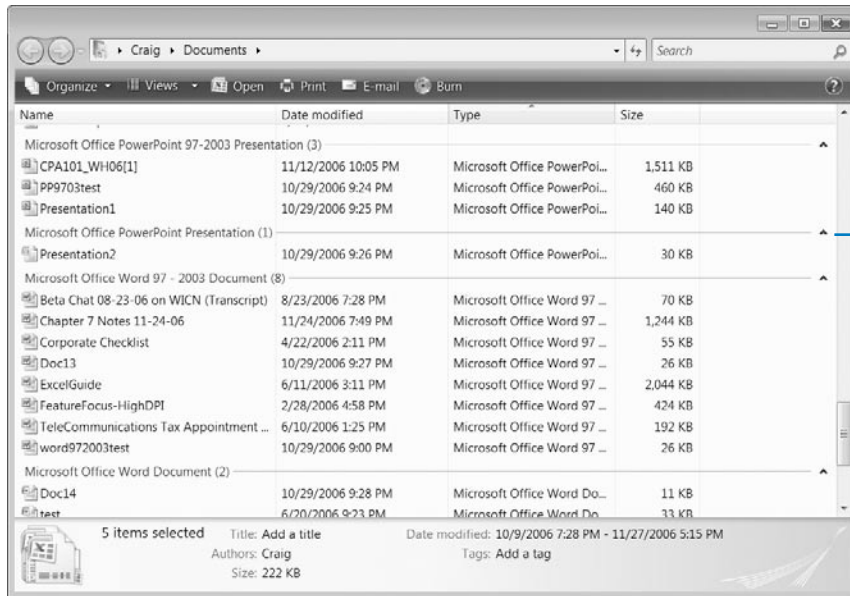 Craig ▸ Documents ▸ Search
Organize Views Open Print E-mail Burn ?
Name Date modified Type Size
Microsoft Office PowerPoint 97-2003 Presentation (3)
CPA101_WH06[1] 11/12/2006 10:05 PM Microsoft Office PowerPoi... 1,511 KB
PP9703test 10/29/2006 9:24 PM Microsoft Office PowerPoi... 460 KB
Presentation1 10/29/2006 9:25 PM Microsoft Office PowerPoi... 140 KB
Microsoft Office PowerPoint Presentation (1)
Presentation2 10/29/2006 9:26 PM Microsoft Office PowerPoi... 30 KB
Microsoft Office Word 97 - 2003 Document (8)
Beta Chat 08-23-06 on WICN (Transcript) 8/23/2006 7:28 PM Microsoft Office Word 97 ... 70 KB
Chapter 7 Notes 11-24-06 11/24/2006 7:49 PM Microsoft Office Word 97 ... 1,244 KB
Corporate Checklist 4/22/2006 2:11 PM Microsoft Office Word 97 ... 55 KB
Doc13 10/29/2006 9:27 PM Microsoft Office Word 97 ... 26 KB
ExcelGuide 6/11/2006 3:11 PM Microsoft Office Word 97 ... 2,044 KB
FeatureFocus-HighDPI 2/28/2006 4:58 PM Microsoft Office Word 97 ... 424 KB
TeleCommunications Tax Appointment ... 6/10/2006 1:25 PM Microsoft Office Word 97 ... 192 KB
word972003test 10/29/2006 9:00 PM Microsoft Office Word 97 ... 26 KB
Microsoft Office Word Document (2)
Doc14 10/29/2006 9:28 PM Microsoft Office Word Do... 11 KB
test 6/20/2006 9:23 PM Microsoft Office Word Do... 33 KB
5 items selected Title: Add a title Date modified: 10/9/2006 7:28 PM - 11/27/2006 5:15 PM
Authors: Craig Tags: Add a tag
Size: 222 KB